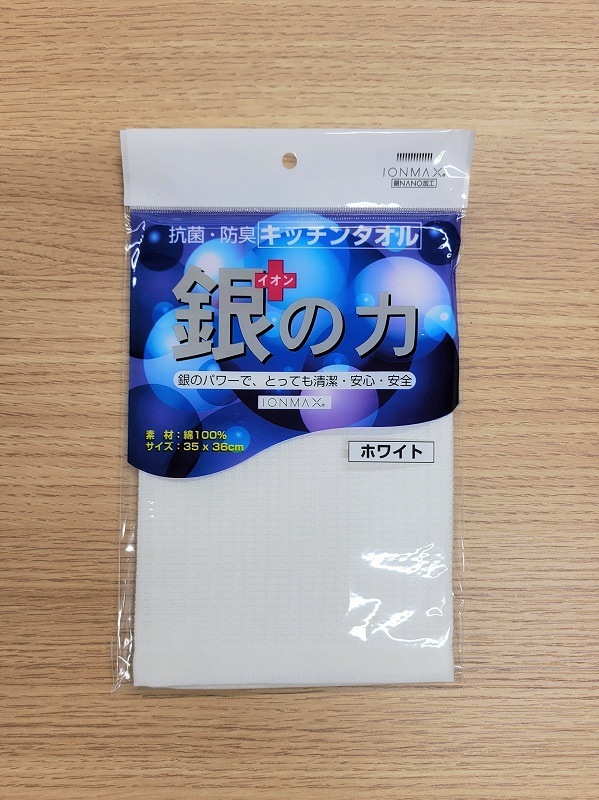 IONMAX®
銀NANO加工
抗菌・防臭 キッチンタオル
銀イオンの力
銀のパワーで、とっても清潔・安心・安全
IONMAX®
素 材：綿100%
サイズ：35 x 36cm
ホワイト